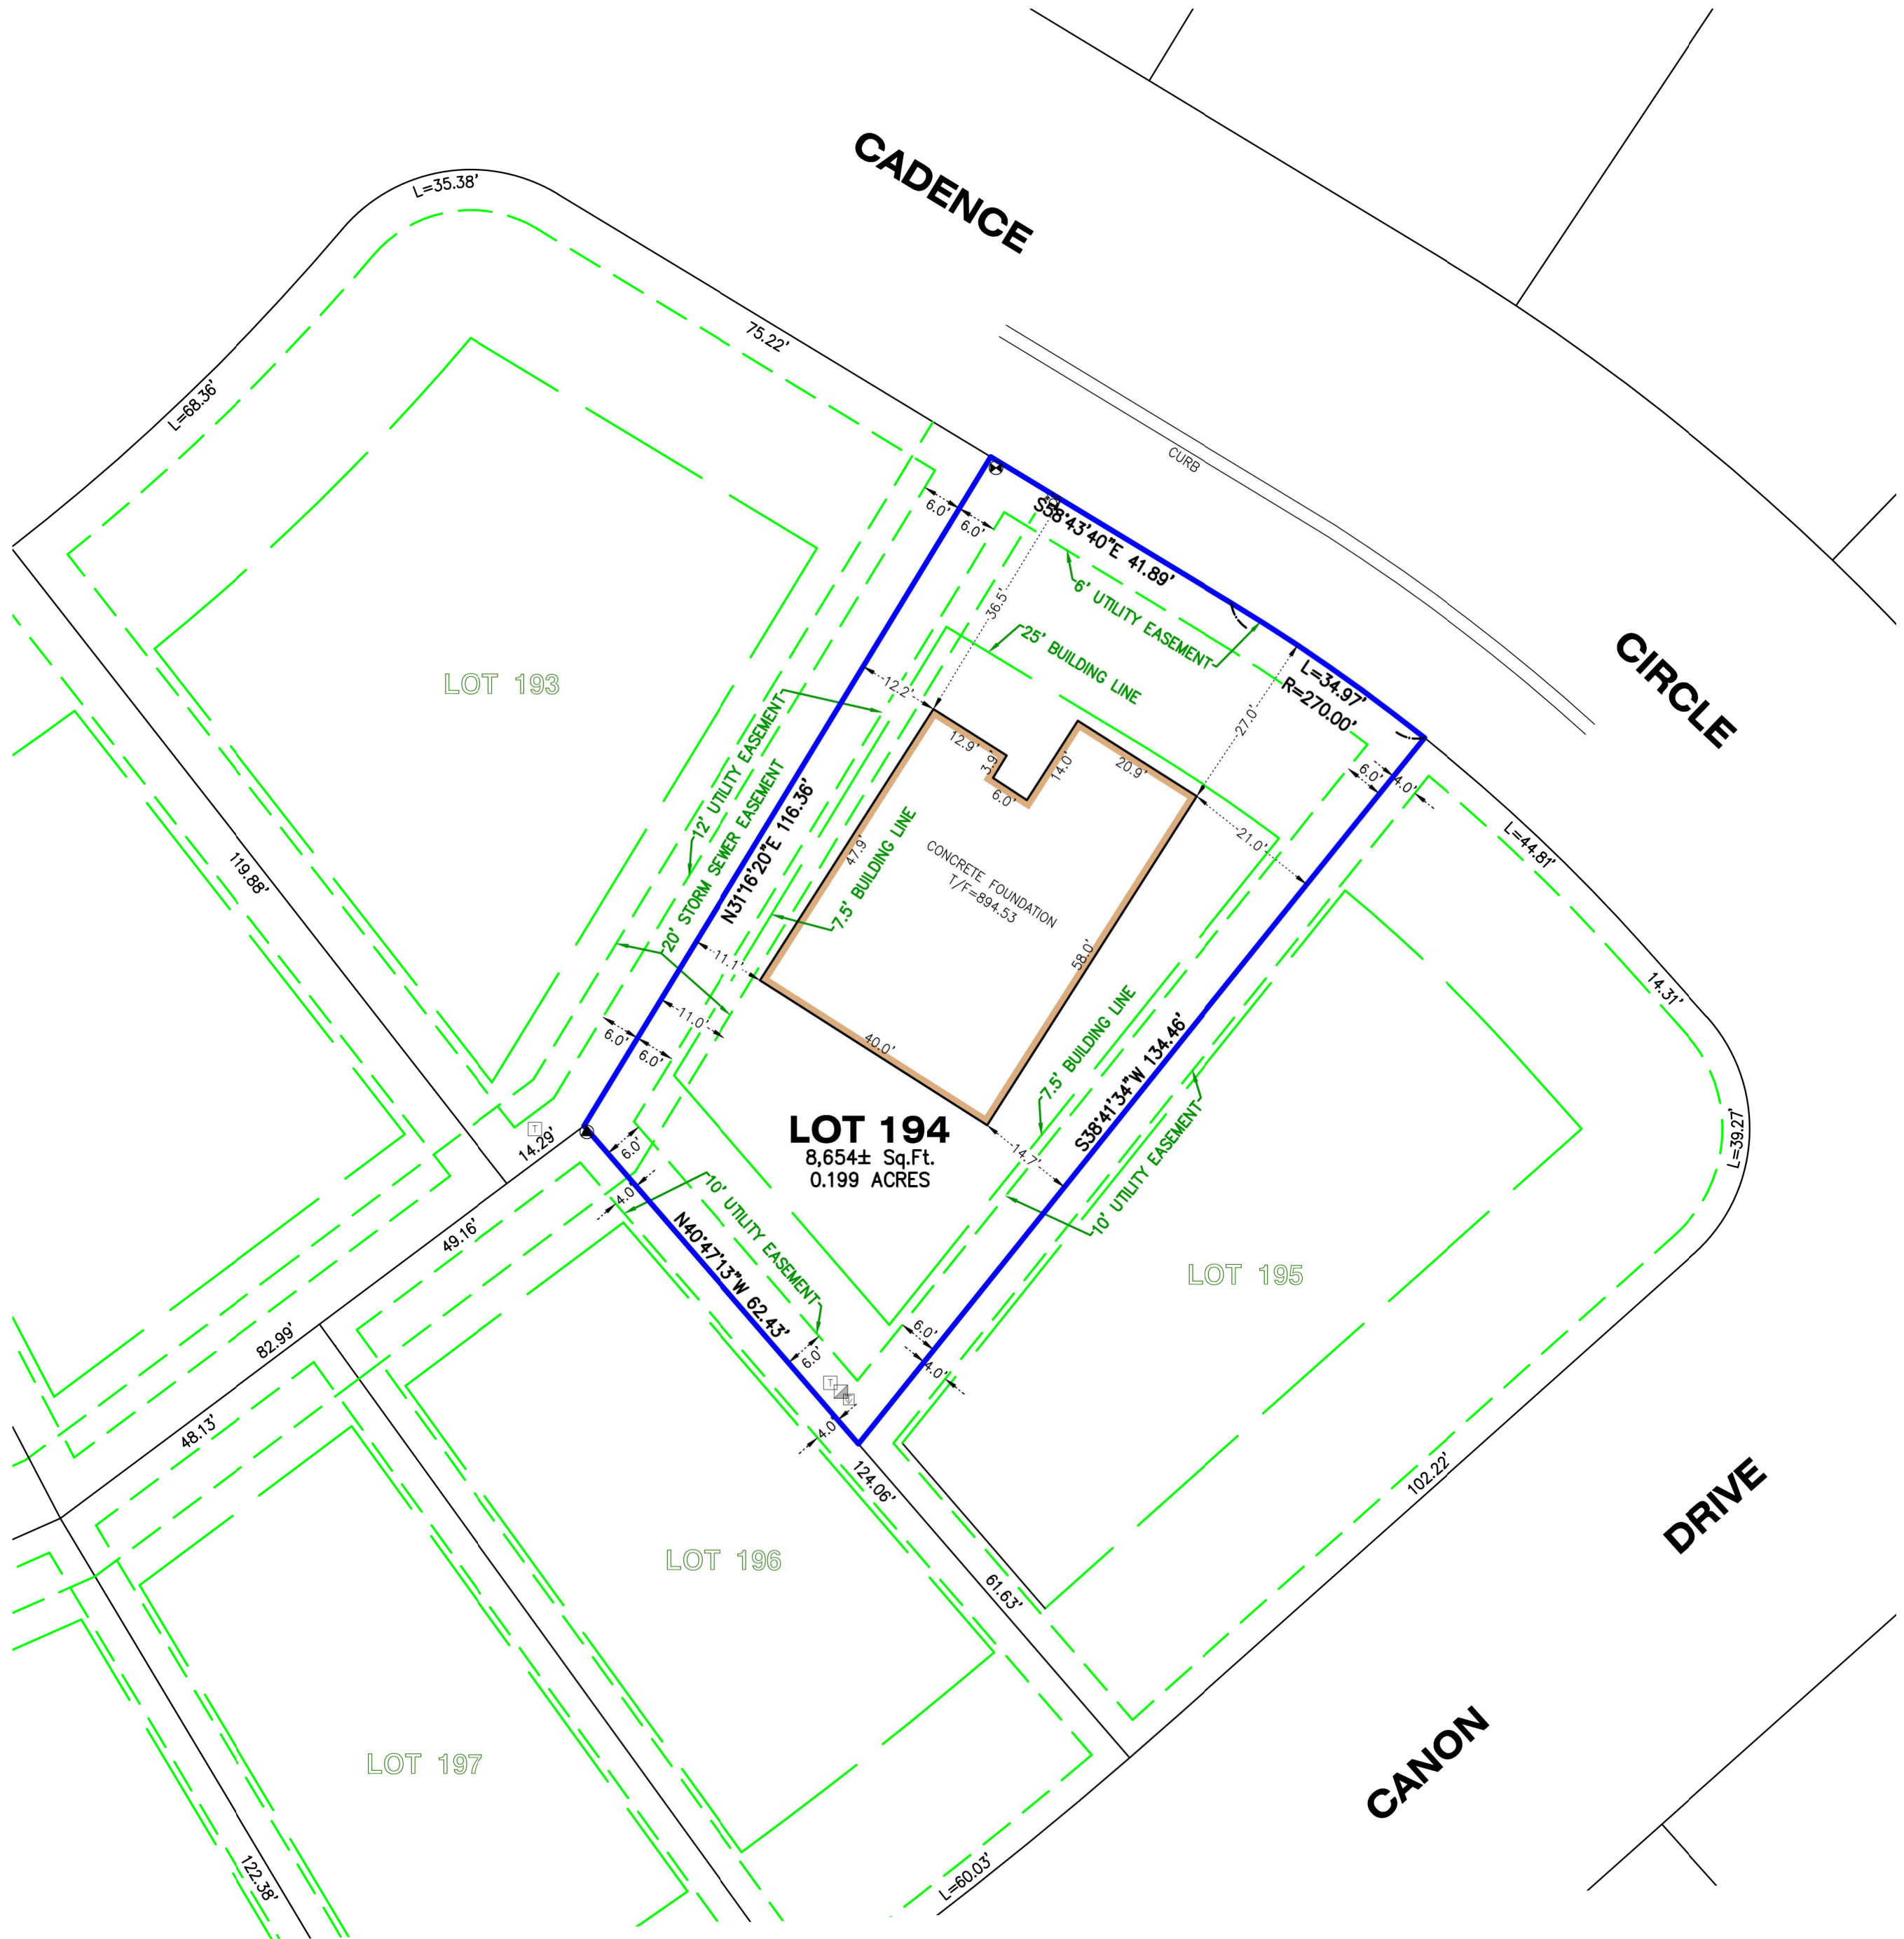 CADENCE
CIRCLE
L=35.38'
75.22'
L=68.36'
CURB
6.0'
6.0'
S58°43'40"E 41.89'
36.5'
6' UTILITY EASEMENT
25' BUILDING LINE
L=34.97'
R=270.00'
LOT 193
12.2'
27.0'
12.9'
3.9'
6.0'
14.0'
20.9'
6.0'
4.0'
12' UTILITY EASEMENT
20' STORM SEWER EASEMENT
N31°16'20"E 116.36'
7.5' BUILDING LINE
47.9'
CONCRETE FOUNDATION
T/F=894.53
21.0'
L=44.81'
119.88'
11.1'
58.0'
14.31'
11.0'
6.0'
6.0'
40.0'
7.5' BUILDING LINE
S38°41'34"W 134.46'
10' UTILITY EASEMENT
L=39.27'
T
14.29'
6.0'
4.0'
LOT 194
8,654± Sq.Ft.
0.199 ACRES
14.7'
10' UTILITY EASEMENT
N40°47'13"W 62.43'
49.16'
LOT 195
82.99'
6.0'
6.0'
4.0'
T
4.0'
48.13'
124.06'
102.22'
DRIVE
LOT 196
61.63'
LOT 197
CANON
122.38'
L=60.03'